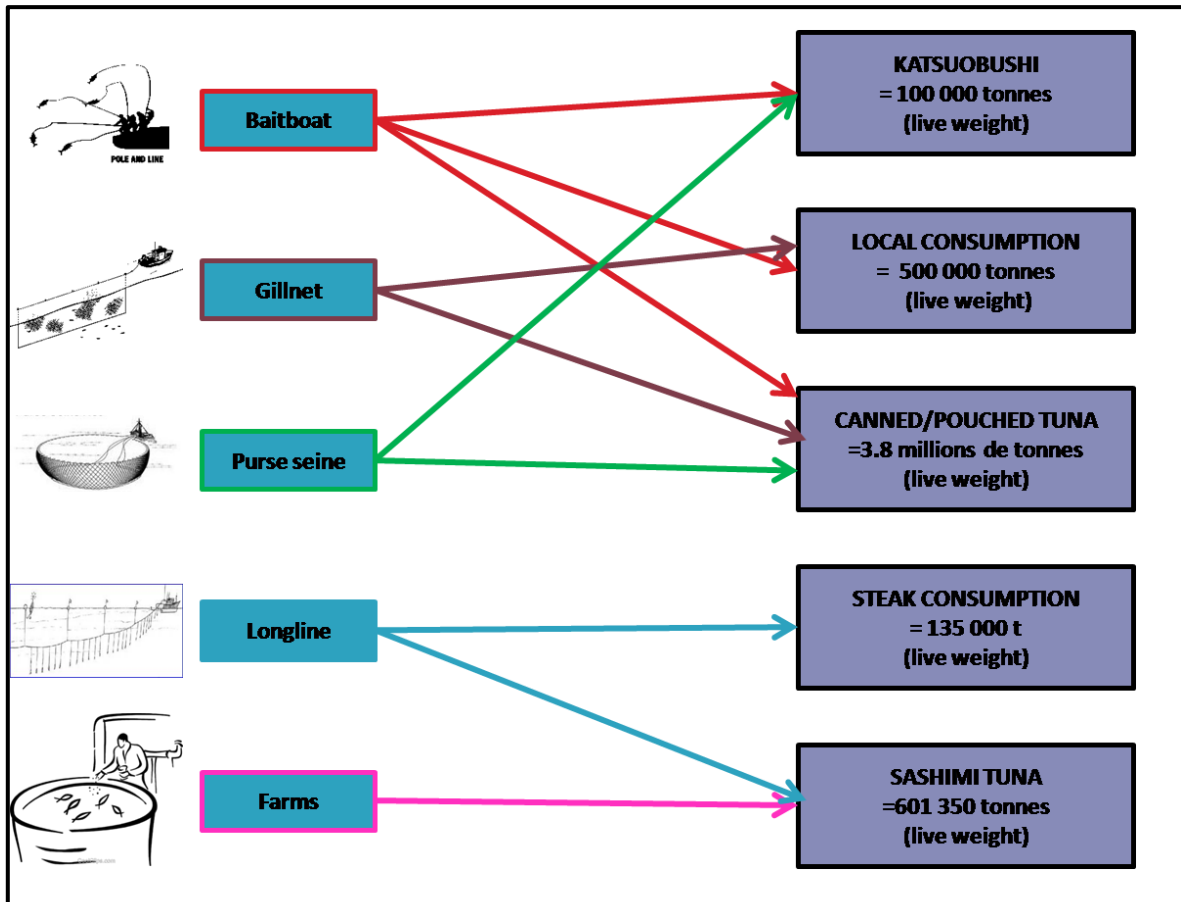 KATSUOBUSHI
= 100 000 tonnes
(live weight)
Baitboat
POLE AND LINE
LOCAL CONSUMPTION
= 500 000 tonnes
(live weight)
Gillnet
CANNED/POUCHED TUNA
=3.8 millions de tonnes
(live weight)
Purse seine
STEAK CONSUMPTION
= 135 000 t
(live weight)
Longline
SASHIMI TUNA
=601 350 tonnes
(live weight)
Farms